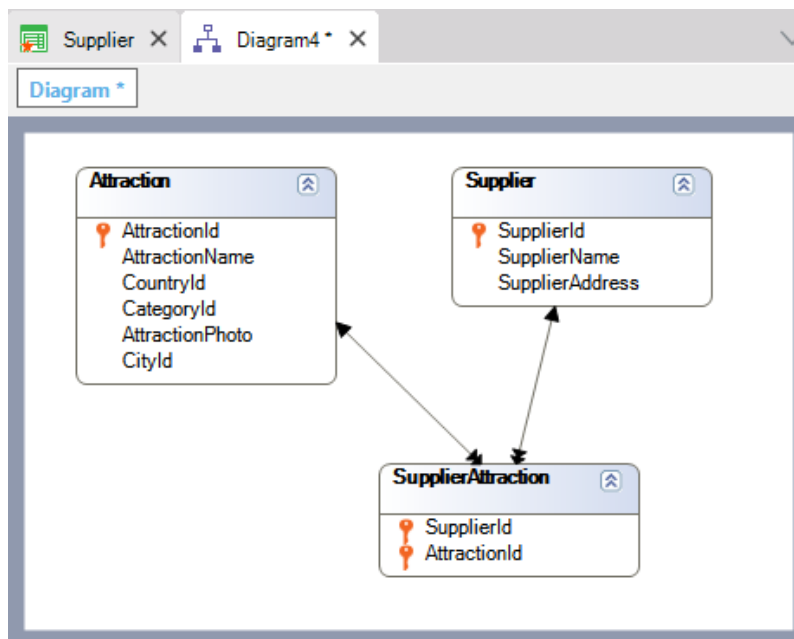 Supplier
Diagram4 *
Diagram *
Attraction
AttractionId
AttractionName
CountryId
CategoryId
AttractionPhoto
CityId
Supplier
SupplierId
SupplierName
SupplierAddress
SupplierAttraction
SupplierId
AttractionId